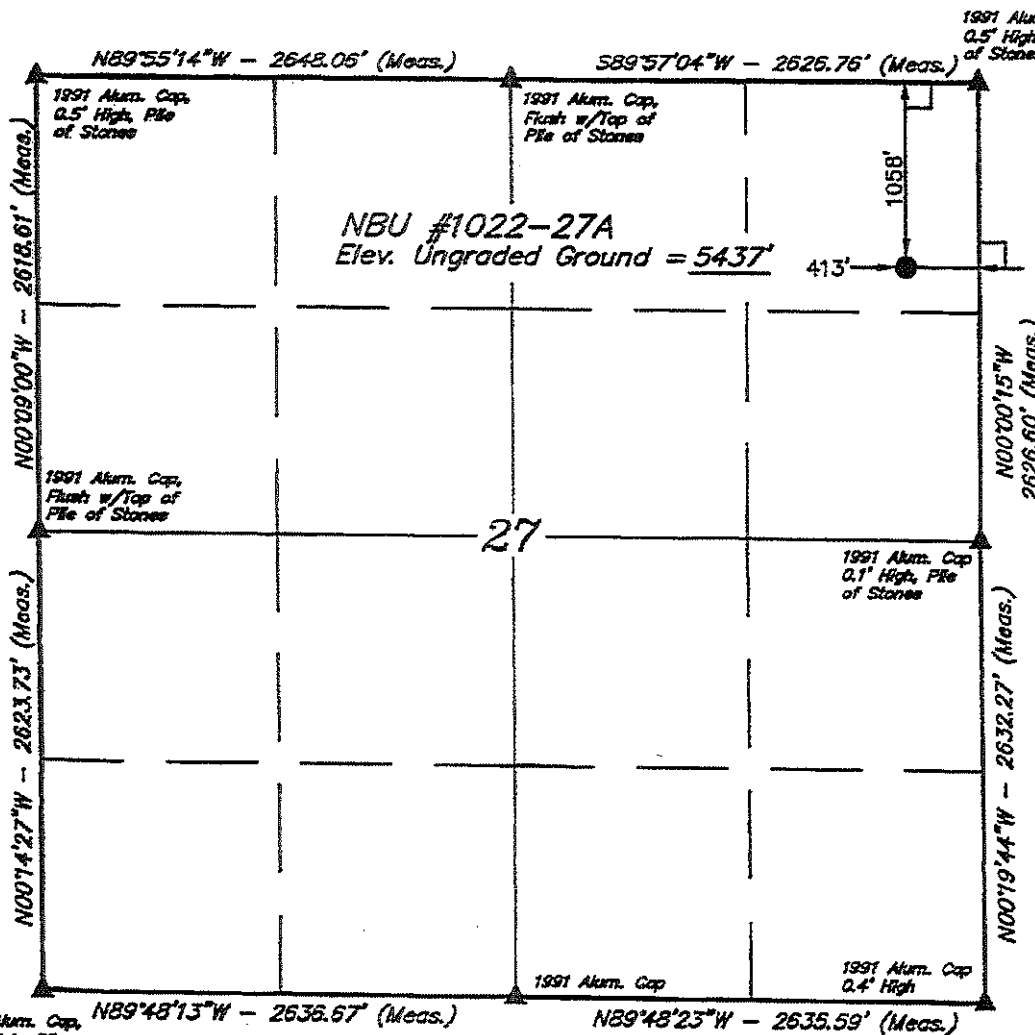 1991 Alum.
0.5' High
of Stones
N89°55'14"W - 2648.05' (Meas.)
S89°57'04"W - 2626.76' (Meas.)
1991 Alum. Cap,
0.5' High, Pile
of Stones
1991 Alum. Cap,
Flush w/Top of
Pile of Stones
N00°09'00"W - 2618.61' (Meas.)
1058'
NBU #1022-27A
Elev. Ungraded Ground = 5437'
413'
N00°00'15"W
2626.60' (Meas.)
1991 Alum. Cap,
Flush w/Top of
Pile of Stones
27
1991 Alum. Cap
0.1' High, Pile
of Stones
N00°14'27"W - 2623.73' (Meas.)
N00°19'44"W - 2632.27' (Meas.)
1991 Alum. Cap
1991 Alum. Cap
0.4' High
Alum. Cap,
N89°48'13"W - 2636.67' (Meas.)
N89°48'23"W - 2635.59' (Meas.)